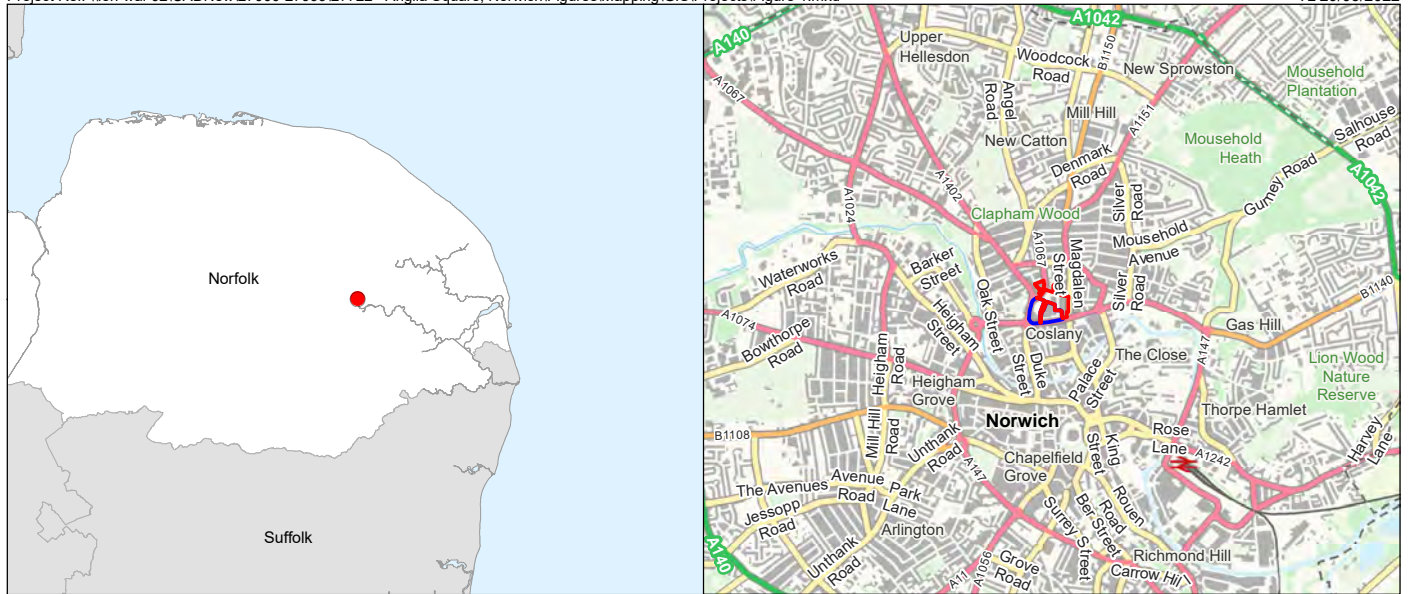 Norfolk
Suffolk
A140
A1042
B1150
Upper
Hellesdon
Woodcock
Road
New Sprowston
Mousehold
Plantation
A1067
Angel
Road
Mill Hill
A1151
Salhouse
Road
New Catton
Mousehold
Heath
Denmark
Road
A1402
A1024
Gurney Road
A1042
Clapham Wood
Silver
Road
Mousehold
Avenue
A1067
Magdalen
Street
Waterworks
Road
Barker
Street
Oak Street
Silver
Road
B1140
A1074
Heigham
Street
Coslany
Gas Hill
Bowthorpe
Road
Heigham
Road
Duke
Street
The Close
A147
Palace
Street
Lion Wood
Nature
Reserve
Heigham
Grove
Thorpe Hamlet
Norwich
B1108
Mill Hill
Road
Unthank
Road
A147
Chapelfield
Grove
King
Street
Rose
Lane
A1242
Harvey
Lane
The Avenues
Avenue
Road
Park
Lane
Rouen
Road
Jessopp
Road
Arlington
Surrey Street
Ber Street
Unthank
Road
Richmond Hill
A140
A11
A1056
Grove
Road
Carrow Hill